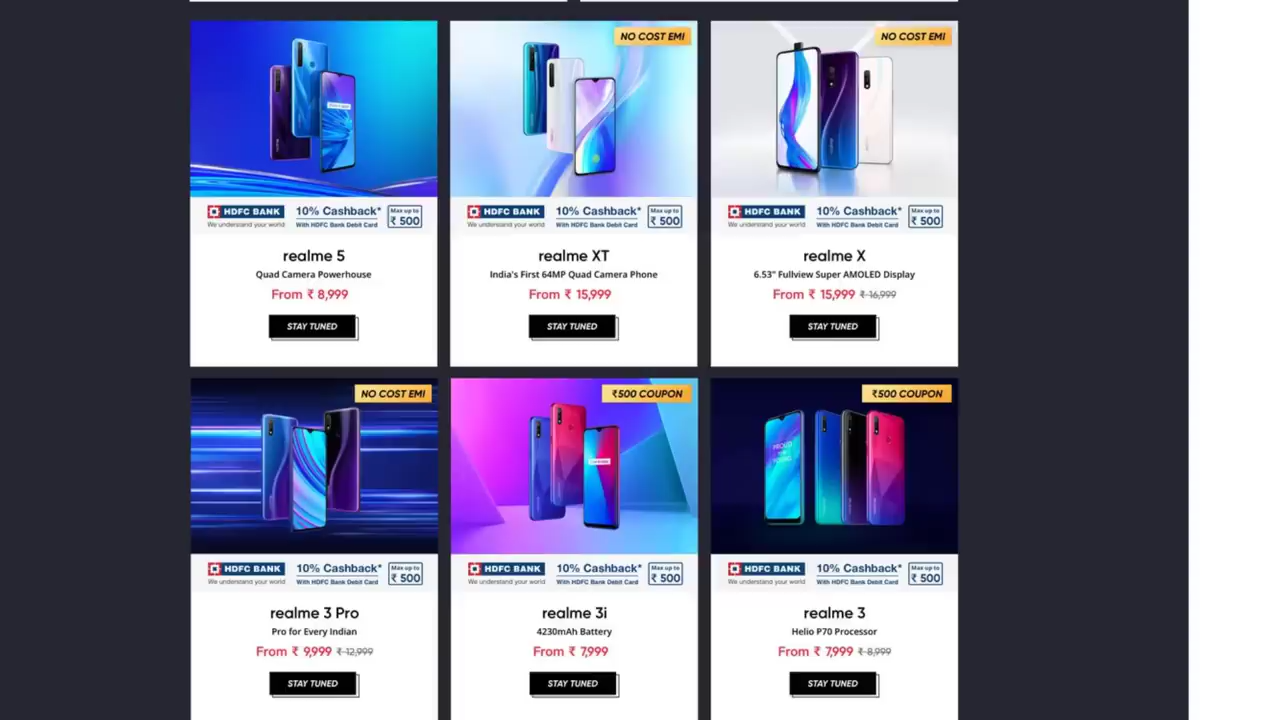 NO COST EMI
NO COST EMI
HDFC BANK
We understand your world
10% Cashback*
With HDFC Bank Debit Card
Max up to
₹ 500
HDFC BANK
We understand your world
10% Cashback*
With HDFC Bank Debit Card
Max up to
₹ 500
HDFC BANK
We understand your world
10% Cashback*
With HDFC Bank Debit Card
Max up to
₹ 500
realme 5
Quad Camera Powerhouse
From ₹ 8,999
STAY TUNED
realme XT
India's First 64MP Quad Camera Phone
From ₹ 15,999
STAY TUNED
realme X
6.53" Fullview Super AMOLED Display
From ₹ 15,999 ₹ 16,999
STAY TUNED
NO COST EMI
₹500 COUPON
₹500 COUPON
PROUD
YOUNG
HDFC BANK
We understand your world
10% Cashback*
With HDFC Bank Debit Card
Max up to
₹ 500
HDFC BANK
We understand your world
10% Cashback*
With HDFC Bank Debit Card
Max up to
₹ 500
HDFC BANK
We understand your world
10% Cashback*
With HDFC Bank Debit Card
Max up to
₹ 500
realme 3 Pro
Pro for Every Indian
From ₹ 9,999 ₹ 12,999
STAY TUNED
realme 3i
4230mAh Battery
From ₹ 7,999
STAY TUNED
realme 3
Helio P70 Processor
From ₹ 7,999 ₹ 8,999
STAY TUNED